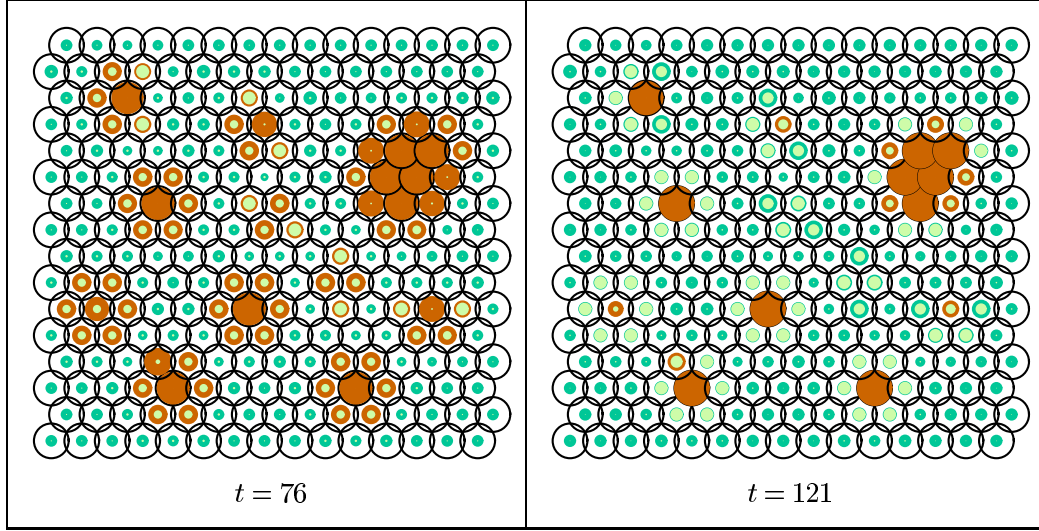 t = 76
t = 121